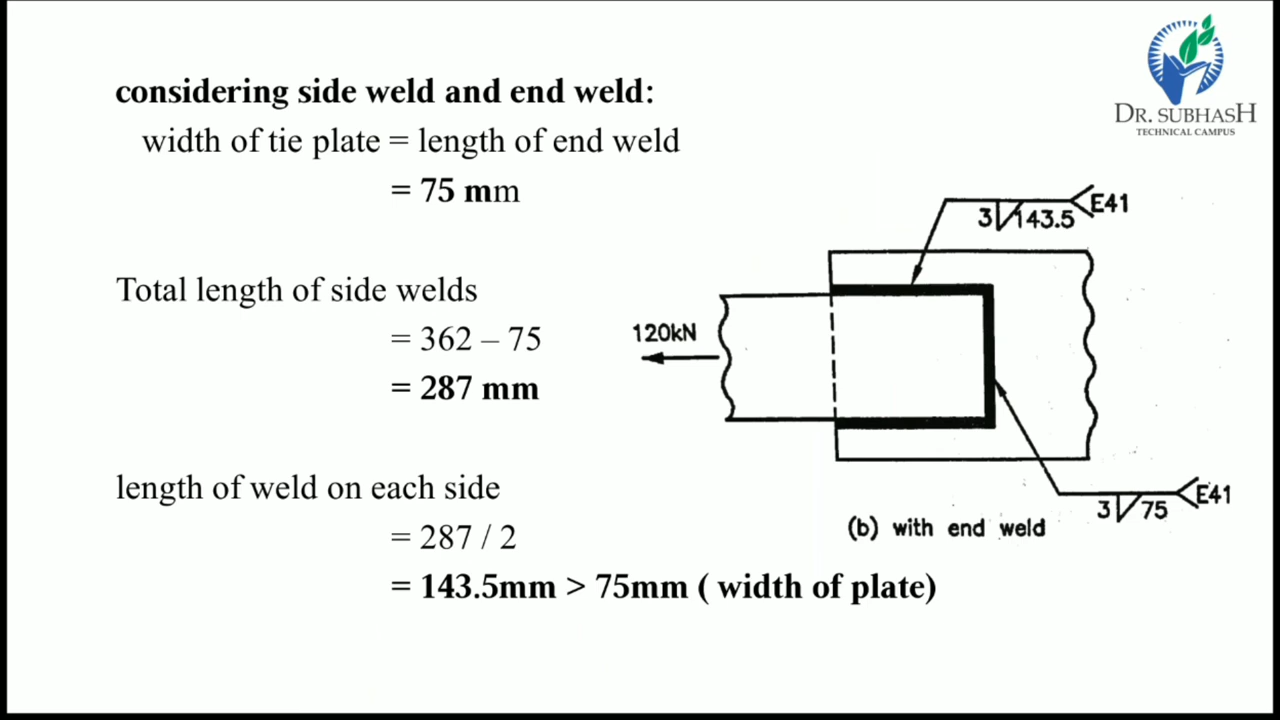 DR. SUBHASH
TECHNICAL CAMPUS
considering side weld and end weld:
width of tie plate = length of end weld
= 75 mm
Total length of side welds
= 362 – 75
= 287 mm
length of weld on each side
= 287 / 2
= 143.5mm > 75mm ( width of plate)
3 143.5 E41
120kN
3 75 E41
(b) with end weld